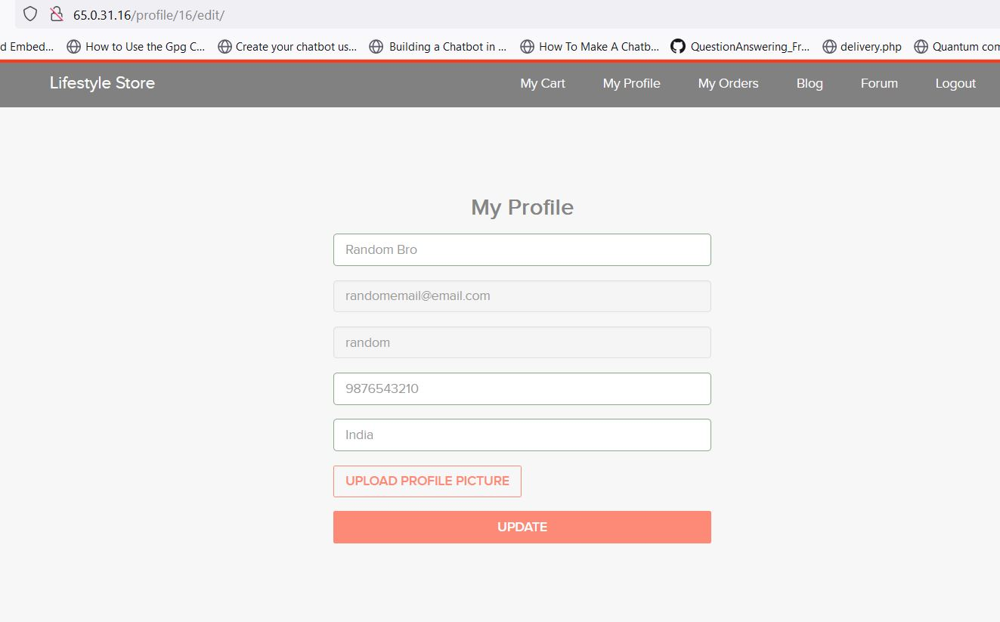 65.0.31.16/profile/16/edit/
d Embed... How to Use the Gpg C... Create your chatbot us... Building a Chatbot in ... How To Make A Chatb... QuestionAnswering_Fr... delivery.php Quantum com
Lifestyle Store My Cart My Profile My Orders Blog Forum Logout
My Profile
Random Bro
randomemail@email.com
random
9876543210
India
UPLOAD PROFILE PICTURE
UPDATE